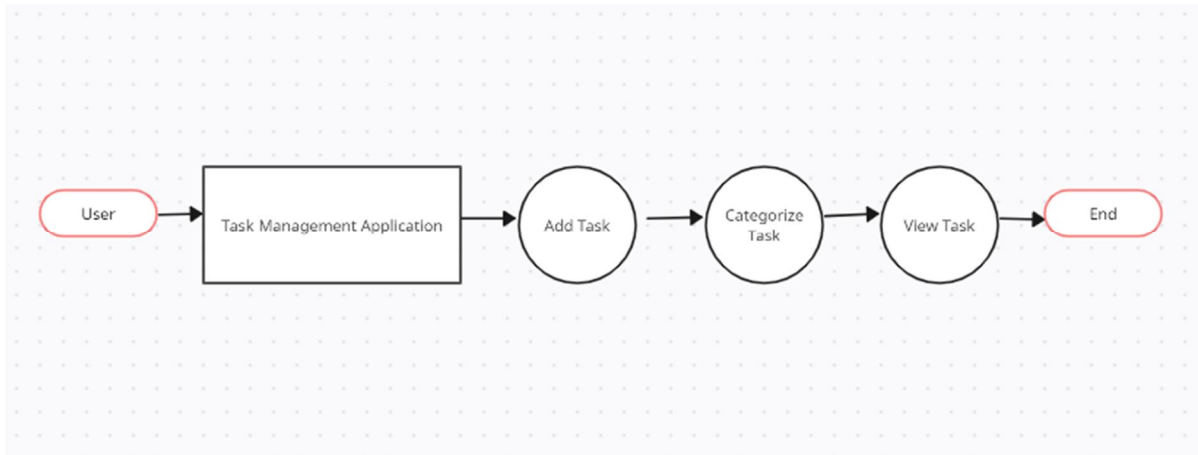 User
Task Management Application
Add Task
Categorize
Task
View Task
End